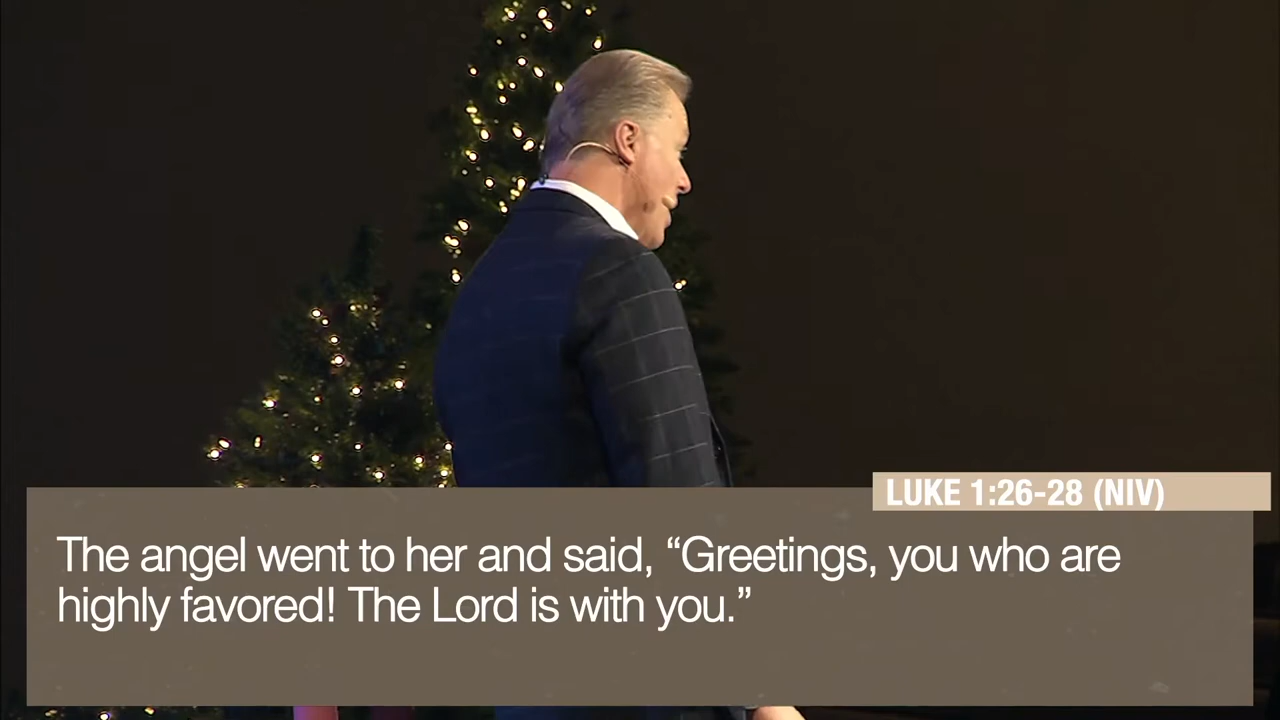 LUKE 1:26-28 (NIV)
The angel went to her and said, “Greetings, you who are
highly favored! The Lord is with you.”